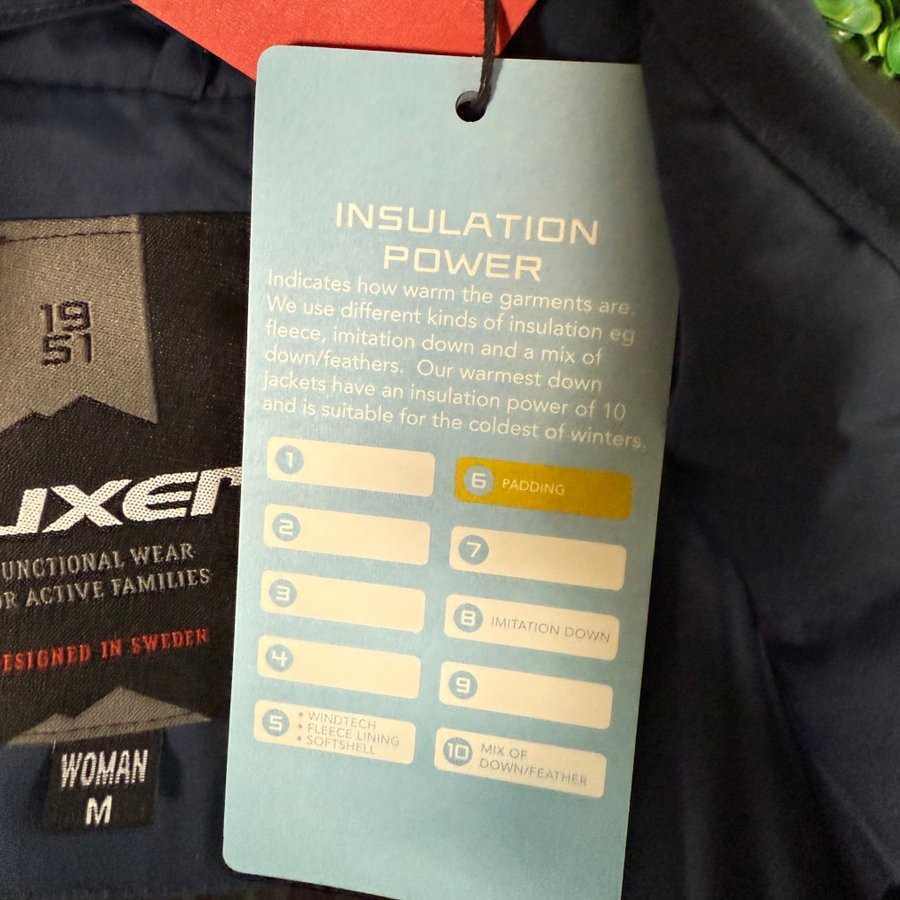 INSULATION
POWER
Indicates how warm the garments are.
We use different kinds of insulation eg
fleece, imitation down and a mix of
down/feathers. Our warmest down
jackets have an insulation power of 10
and is suitable for the coldest of winters.
1
2
3
4
5 • WINDTECH
• FLEECE LINING
• SOFTSHELL
6 PADDING
7
8 IMITATION DOWN
9
10 MIX OF
DOWN/FEATHER
19
51
UXER
UNCTIONAL WEAR
OR ACTIVE FAMILIES
ESIGNED IN SWEDEN
WOMAN
M